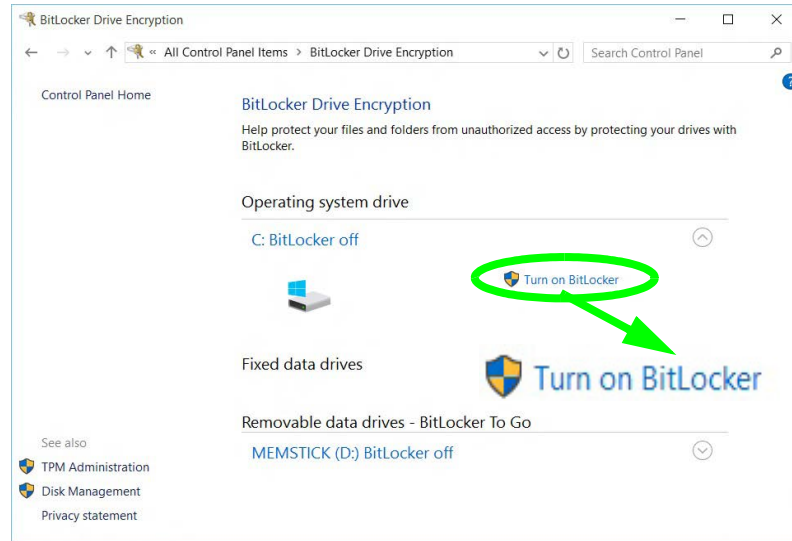 BitLocker Drive Encryption
« All Control Panel Items > BitLocker Drive Encryption
Search Control Panel
?
Control Panel Home
BitLocker Drive Encryption
Help protect your files and folders from unauthorized access by protecting your drives with
BitLocker.
Operating system drive
C: BitLocker off
Turn on BitLocker
Fixed data drives
Turn on BitLocker
Removable data drives - BitLocker To Go
MEMSTICK (D:) BitLocker off
See also
TPM Administration
Disk Management
Privacy statement